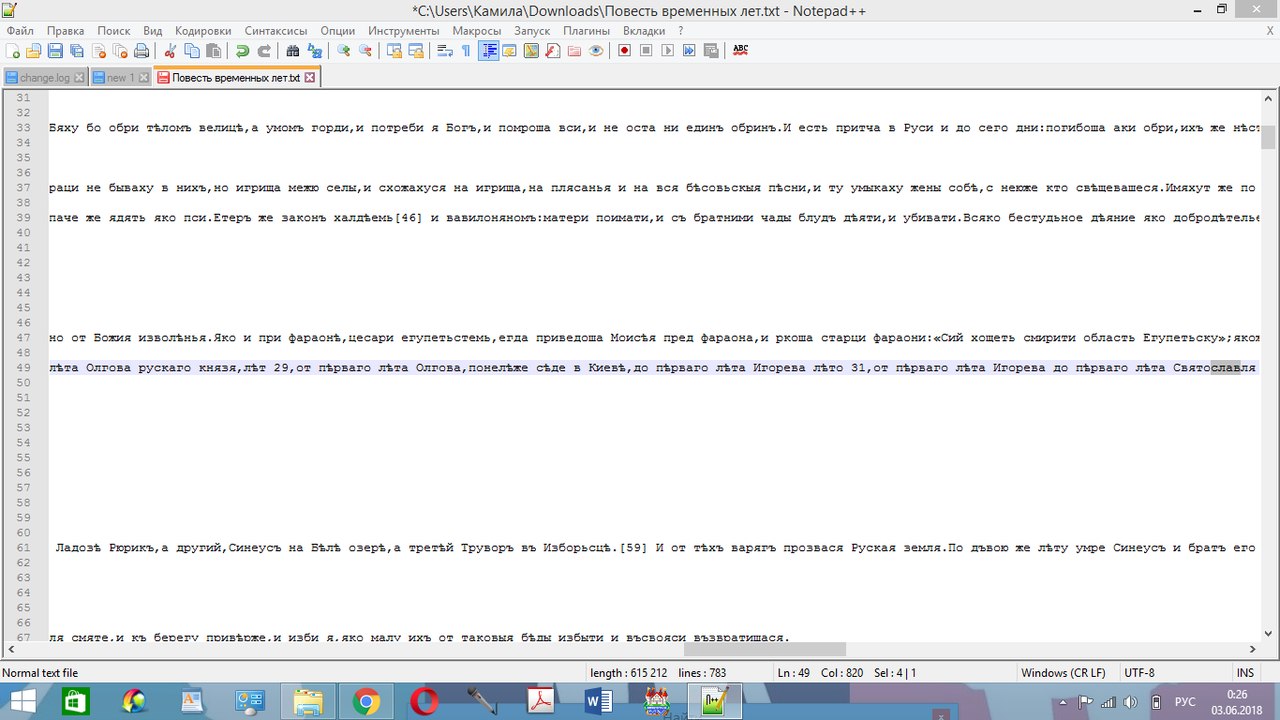 *C:\Users\Камила\Downloads\Повесть временных лет.txt - Notepad++
Файл Правка Поиск Вид Кодировки Синтаксисы Опции Инструменты Макросы Запуск Плагины Вкладки ? X
ABC
change.log new 1 Повесть временных лет.txt
31
32
33 Бяху бо обри тѣломъ велицѣ,а умомъ горди,и потреби я Богъ,и помроша вси,и не оста ни единъ обринъ.И есть притча в Руси и до сего дни:погибоша аки обри,ихъ же нѣст
34
35
36
37 раци не бываху в нихъ,но игрища межю селы,и схожахуся на игрища,на плясанья и на вся бѣсовьскыя пѣсни,и ту умыкаху жены собѣ,с неюже кто свѣщевашеся.Имяхут же по
38
39 паче же ядять яко пси.Етеръ же законъ халдѣемь[46] и вавилоняномъ:матери поимати,и съ братними чады блудъ дѣяти,и убивати.Всяко бестудьное дѣяние яко добродѣтелье
40
41
42
43
44
45
46
47 но от Божия изволѣнья.Яко и при фараонѣ,цесари египетьстемь,егда приведоша Моисѣя пред фараона,и ркоша старци фараони:«Сий хощеть смирити область Египетьску»;якож
48
49 лѣта Олгова рускаго князя,лѣт 29,от пѣрваго лѣта Олгова,понелѣже сѣде в Киевѣ,до пѣрваго лѣта Игорева лѣто 31,от пѣрваго лѣта Игорева до пѣрваго лѣта Святославля
50
51
52
53
54
55
56
57
58
59
60
61 Ладозѣ Рюрикъ,а другий,Синеусъ на Бѣлѣ озерѣ,а третѣй Труворъ въ Изборьсцѣ.[59] И от тѣхъ варягъ прозвася Руская земля.По дъвою же лѣту умре Синеусъ и братъ его
62
63
64
65
66
67 ля смяте,и къ берегу привѣрже,и изби я,яко малу ихъ от таковыя бѣды избыти и въсвояси възвратишася.
Normal text file length : 615 212 lines : 783 Ln : 49 Col : 820 Sel : 4 | 1 Windows (CR LF) UTF-8 INS
РУС 0:26
03.06.2018